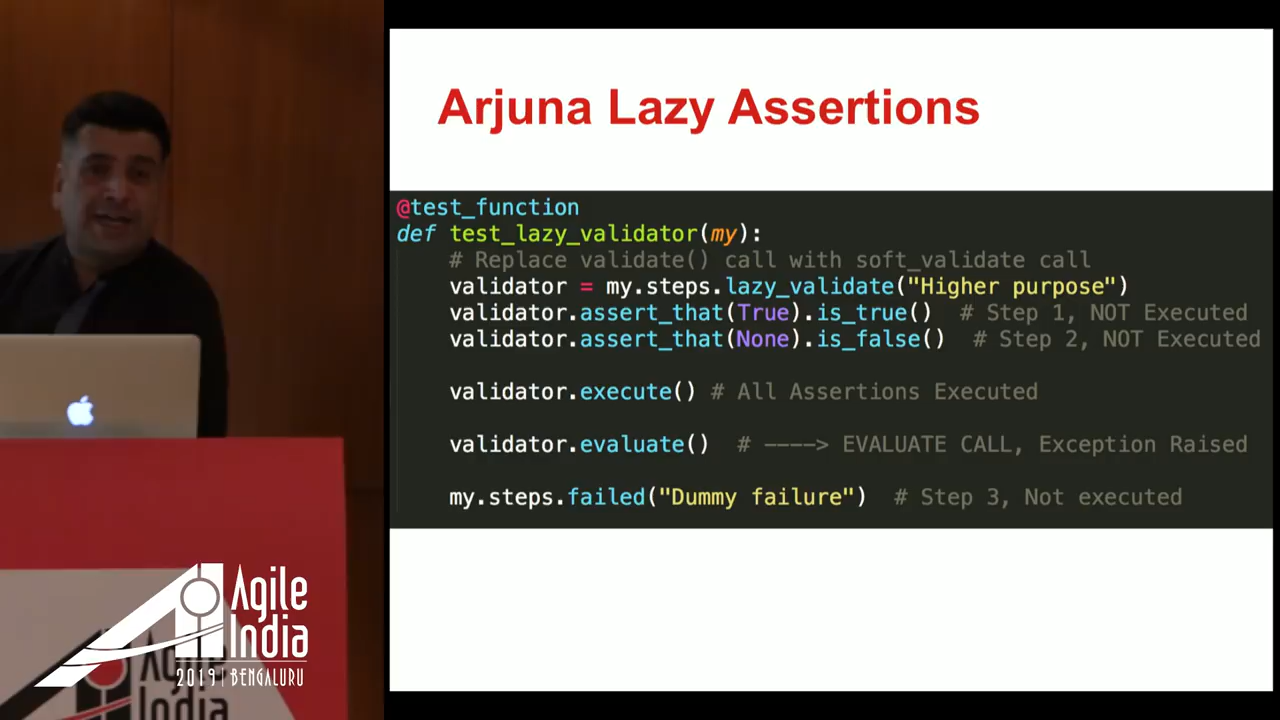 Arjuna Lazy Assertions
@test_function
def test_lazy_validator(my):
# Replace validate() call with soft_validate call
validator = my.steps.lazy_validate("Higher purpose")
validator.assert_that(True).is_true() # Step 1, NOT Executed
validator.assert_that(None).is_false() # Step 2, NOT Executed
validator.execute() # All Assertions Executed
validator.evaluate() # ----> EVALUATE CALL, Exception Raised
my.steps.failed("Dummy failure") # Step 3, Not executed
Agile
India
2019 | BENGALURU
Agile
India